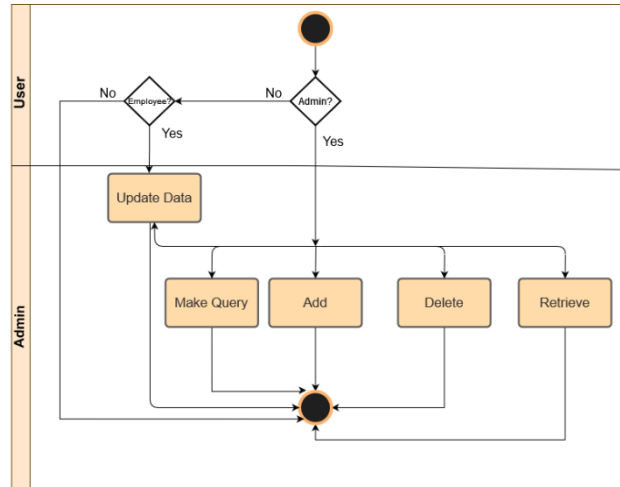 User
No
Employee?
No
Admin?
Yes
Yes
Admin
Update Data
Make Query
Add
Delete
Retrieve